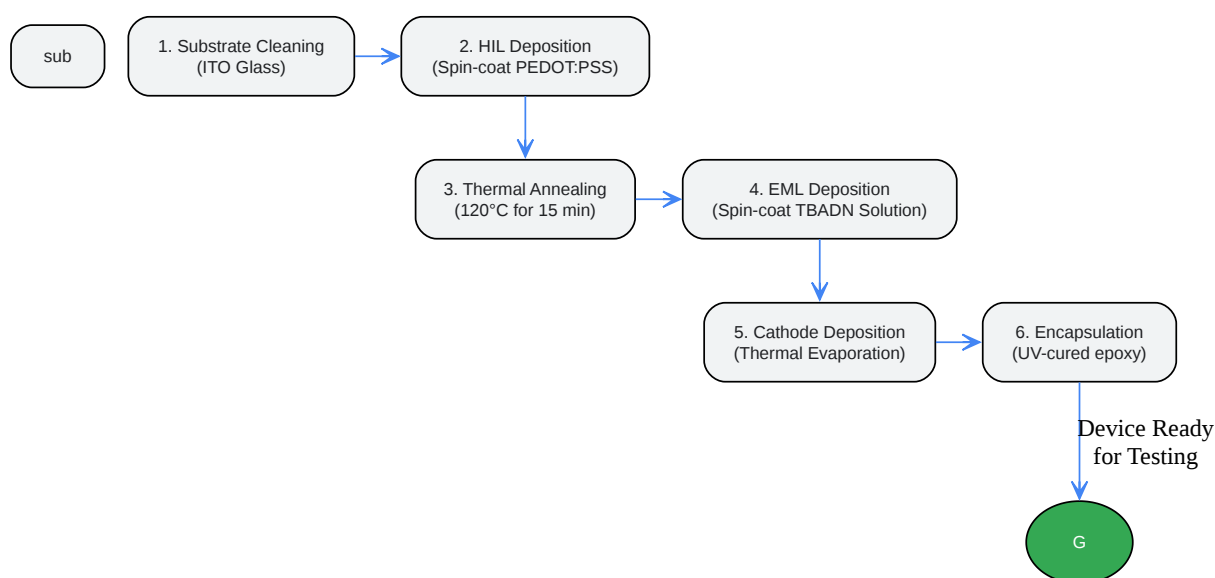 sub
1. Substrate Cleaning
(ITO Glass)
2. HIL Deposition
(Spin-coat PEDOT:PSS)
3. Thermal Annealing
(120°C for 15 min)
4. EML Deposition
(Spin-coat TBADN Solution)
5. Cathode Deposition
(Thermal Evaporation)
6. Encapsulation
(UV-cured epoxy)
Device Ready
for Testing
G